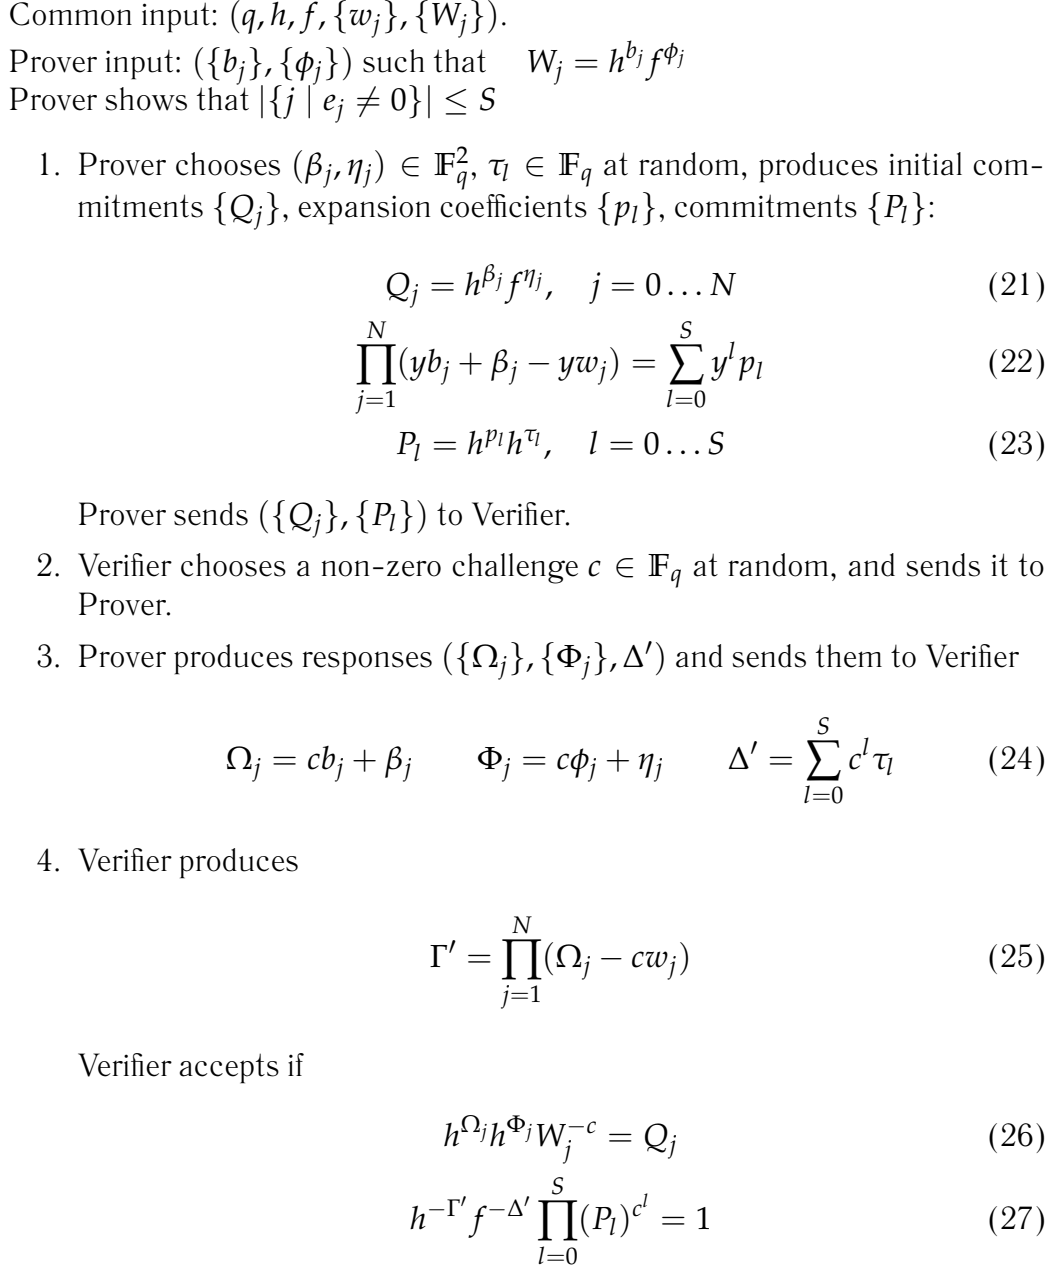 Common input: (q, h, f, {w_j}, {W_j}).
Prover input: ({b_j}, {ϕ_j}) such that W_j = h^{b_j} f^{ϕ_j}
Prover shows that |{j | e_j ≠ 0}| ≤ S
1. Prover chooses (β_j, η_j) ∈ 𝔽_q^2, τ_l ∈ 𝔽_q at random, produces initial com-
mitments {Q_j}, expansion coefficients {p_l}, commitments {P_l}:
Q_j = h^{β_j} f^{η_j}, j = 0 … N (21)
∏_{j=1}^{N} (yb_j + β_j − yw_j) = ∑_{l=0}^{S} y^l p_l (22)
P_l = h^{p_l} h^{τ_l}, l = 0 … S (23)
Prover sends ({Q_j}, {P_l}) to Verifier.
2. Verifier chooses a non-zero challenge c ∈ 𝔽_q at random, and sends it to
Prover.
3. Prover produces responses ({Ω_j}, {Φ_j}, Δ′) and sends them to Verifier
Ω_j = cb_j + β_j Φ_j = cϕ_j + η_j Δ′ = ∑_{l=0}^{S} c^l τ_l (24)
4. Verifier produces
Γ′ = ∏_{j=1}^{N} (Ω_j − cw_j) (25)
Verifier accepts if
h^{Ω_j} h^{Φ_j} W_j^{−c} = Q_j (26)
h^{−Γ′} f^{−Δ′} ∏_{l=0}^{S} (P_l)^{c^l} = 1 (27)